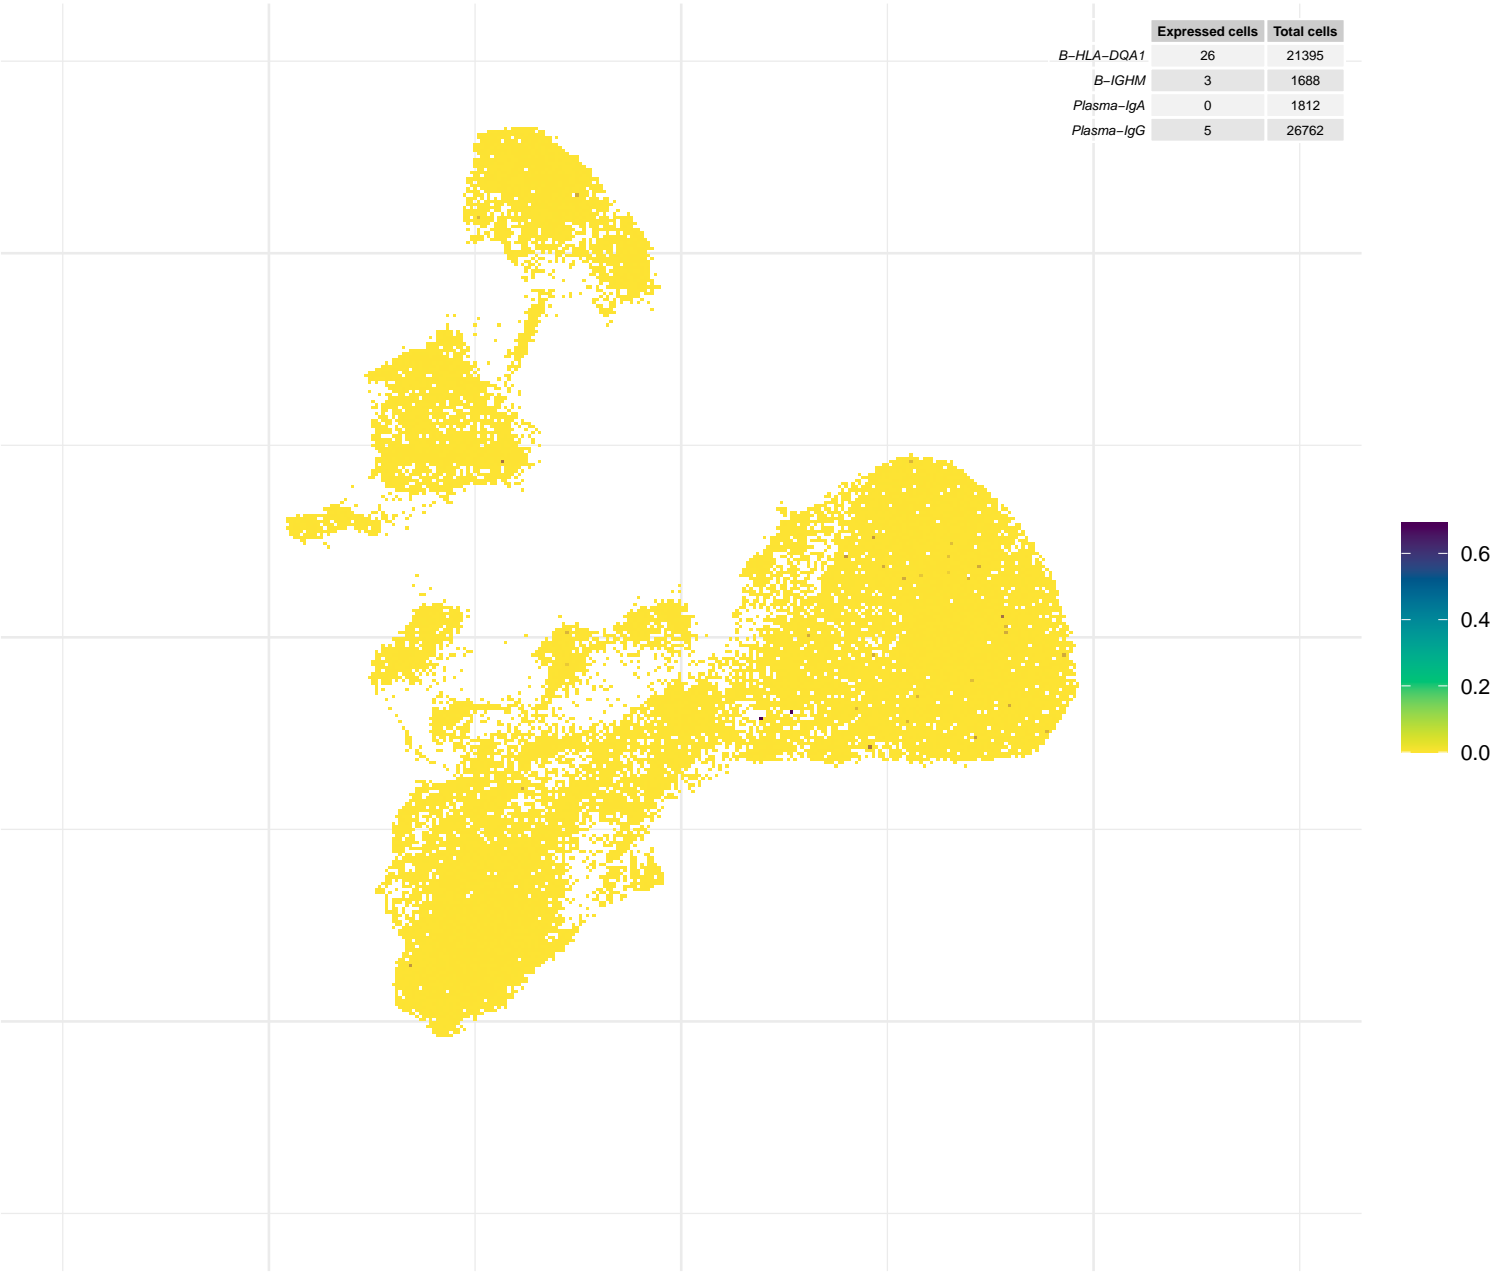 Expressed cells Total cells
B−HLA−DQA1 26 21395
B−IGHM 3 1688
Plasma−IgA 0 1812
Plasma−IgG 5 26762
0.6
0.4
0.2
0.0